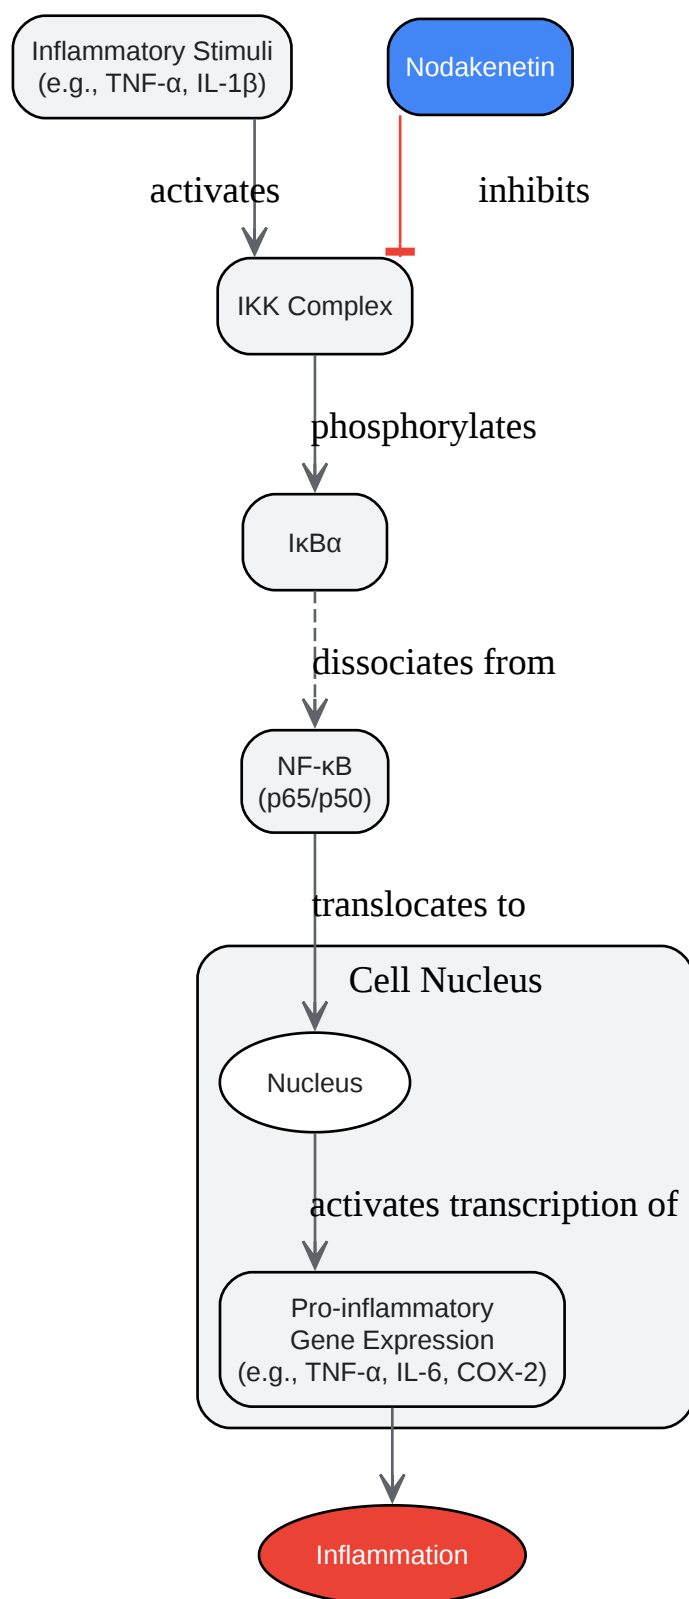 Inflammatory Stimuli
(e.g., TNF-α, IL-1β)
Nodakenetin
activates
inhibits
IKK Complex
phosphorylates
IκBα
dissociates from
NF-κB
(p65/p50)
translocates to
Cell Nucleus
Nucleus
activates transcription of
Pro-inflammatory
Gene Expression
(e.g., TNF-α, IL-6, COX-2)
Inflammation